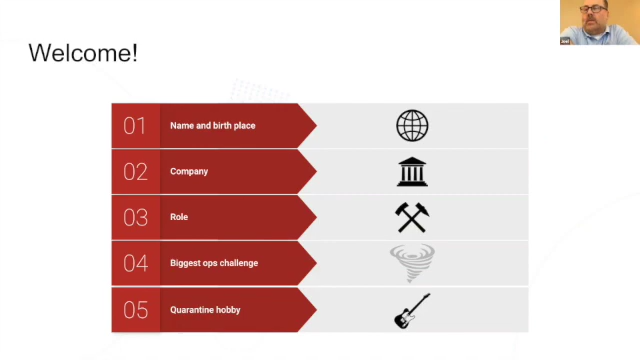 Welcome!
01 Name and birth place
02 Company
03 Role
04 Biggest ops challenge
05 Quarantine hobby